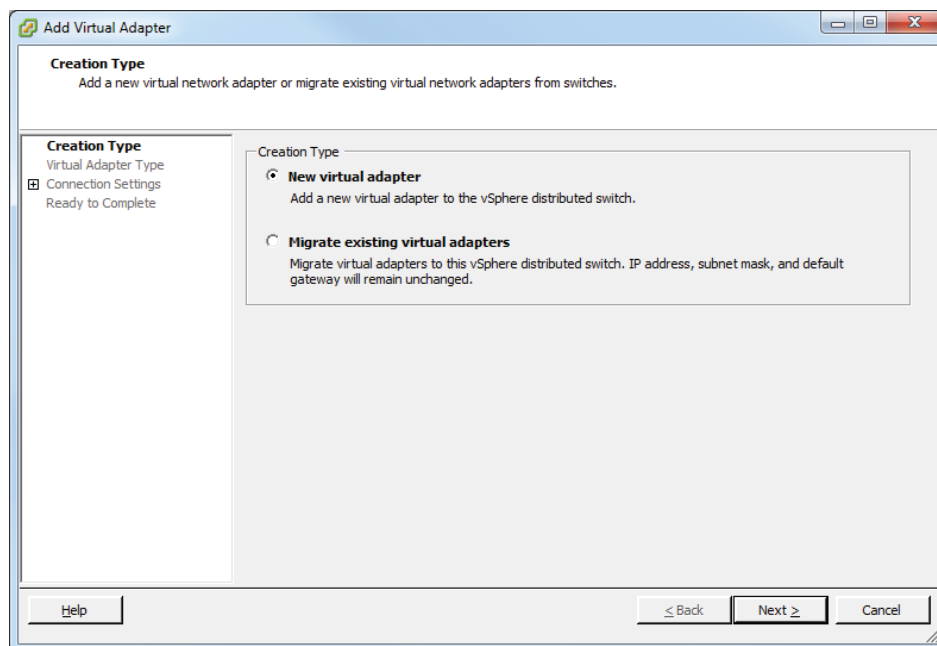 Add Virtual Adapter
Creation Type
Add a new virtual network adapter or migrate existing virtual network adapters from switches.
Creation Type
Virtual Adapter Type
Connection Settings
Ready to Complete
Creation Type
New virtual adapter
Add a new virtual adapter to the vSphere distributed switch.
Migrate existing virtual adapters
Migrate virtual adapters to this vSphere distributed switch. IP address, subnet mask, and default
gateway will remain unchanged.
Help
< Back
Next >
Cancel